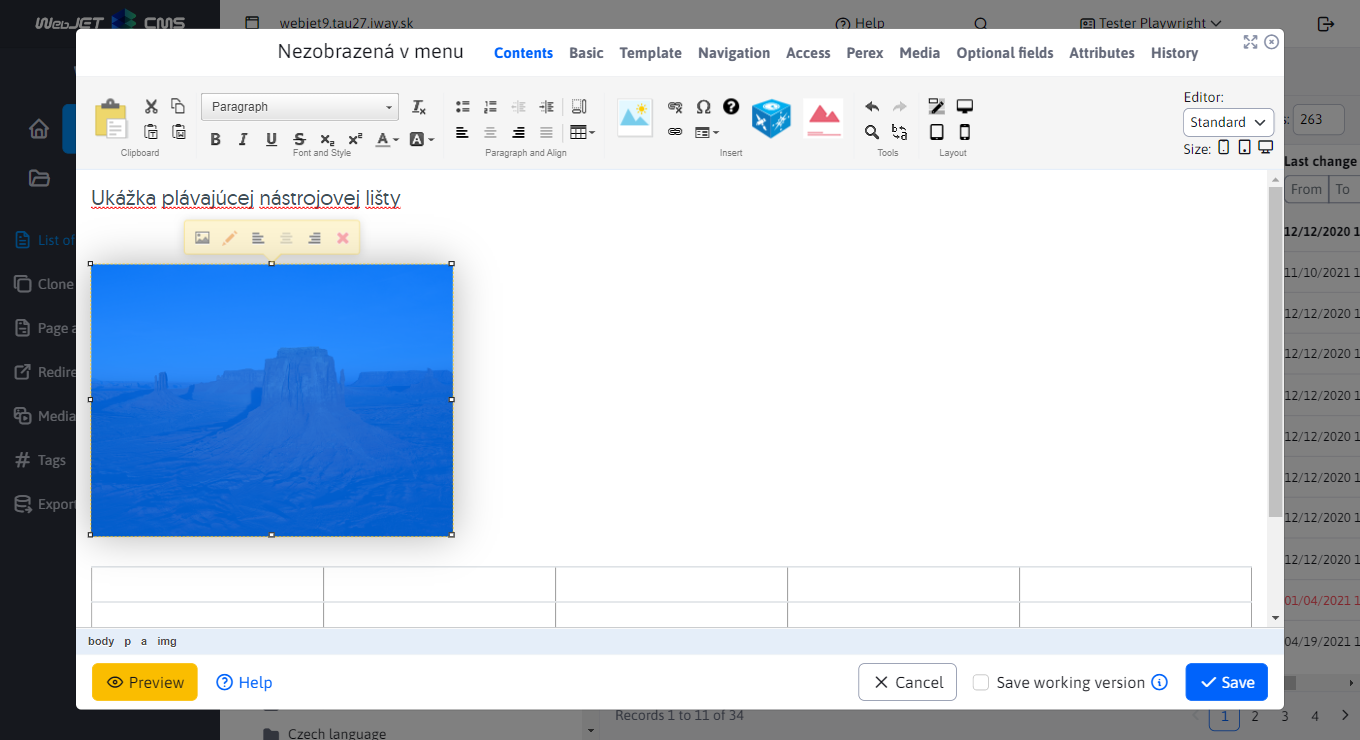 WebJET CMS
webjet9.tau27.iway.sk
Help
Tester Playwright
Nezobrazená v menu
Contents Basic Template Navigation Access Perex Media Optional fields Attributes History
Paragraph
Clipboard
Font and Style
Paragraph and Align
Insert
Tools
Layout
Editor:
Standard
Size:
263
Last change
From To
Ukážka plávajúcej nástrojovej lišty
List of
Clone
Page a
Redire
Media
Tags
Export
12/12/2020 1
11/10/2021 1
12/12/2020 1
12/12/2020 1
12/12/2020 1
12/12/2020 1
12/12/2020 1
12/12/2020 1
12/12/2020 1
01/04/2021 1
04/19/2021 1
body p a img
Preview
Help
Cancel
Save working version
Save
Records 1 to 11 of 34
1 2 3 4
Czech language